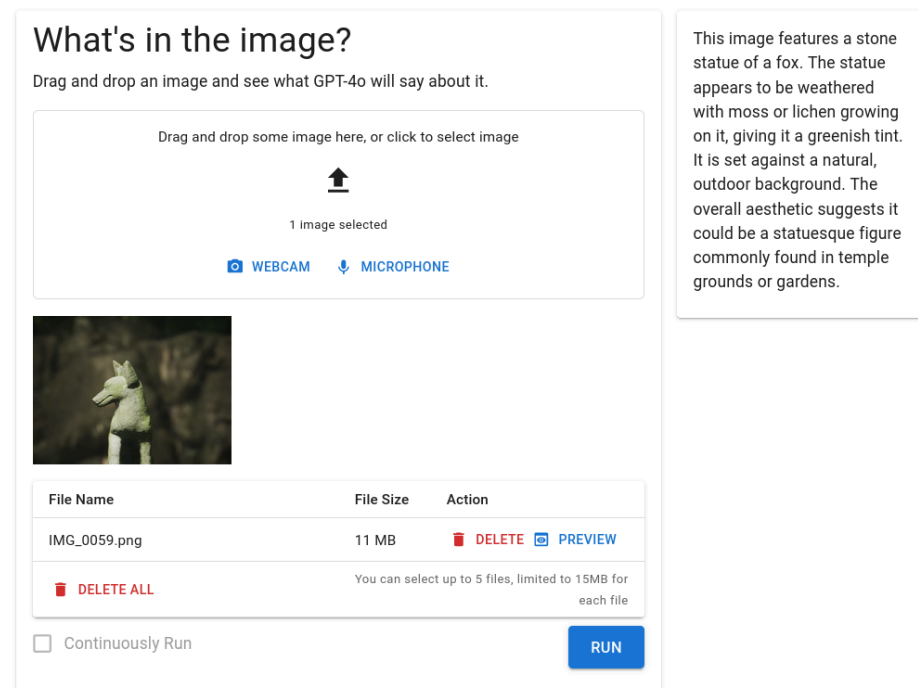 What's in the image?
Drag and drop an image and see what GPT-4o will say about it.
Drag and drop some image here, or click to select image
1 image selected
WEBCAM MICROPHONE
File Name File Size Action
IMG_0059.png 11 MB DELETE PREVIEW
DELETE ALL
You can select up to 5 files, limited to 15MB for
each file
Continuously Run
RUN
This image features a stone
statue of a fox. The statue
appears to be weathered
with moss or lichen growing
on it, giving it a greenish tint.
It is set against a natural,
outdoor background. The
overall aesthetic suggests it
could be a statuesque figure
commonly found in temple
grounds or gardens.